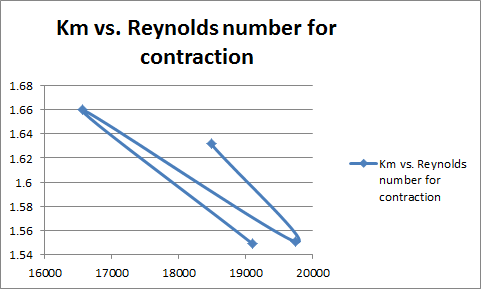 Km vs. Reynolds number for
contraction
1.68
1.66
1.64
1.62
1.6
1.58
1.56
1.54
16000 17000 18000 19000 20000
Km vs. Reynolds
number for
contraction